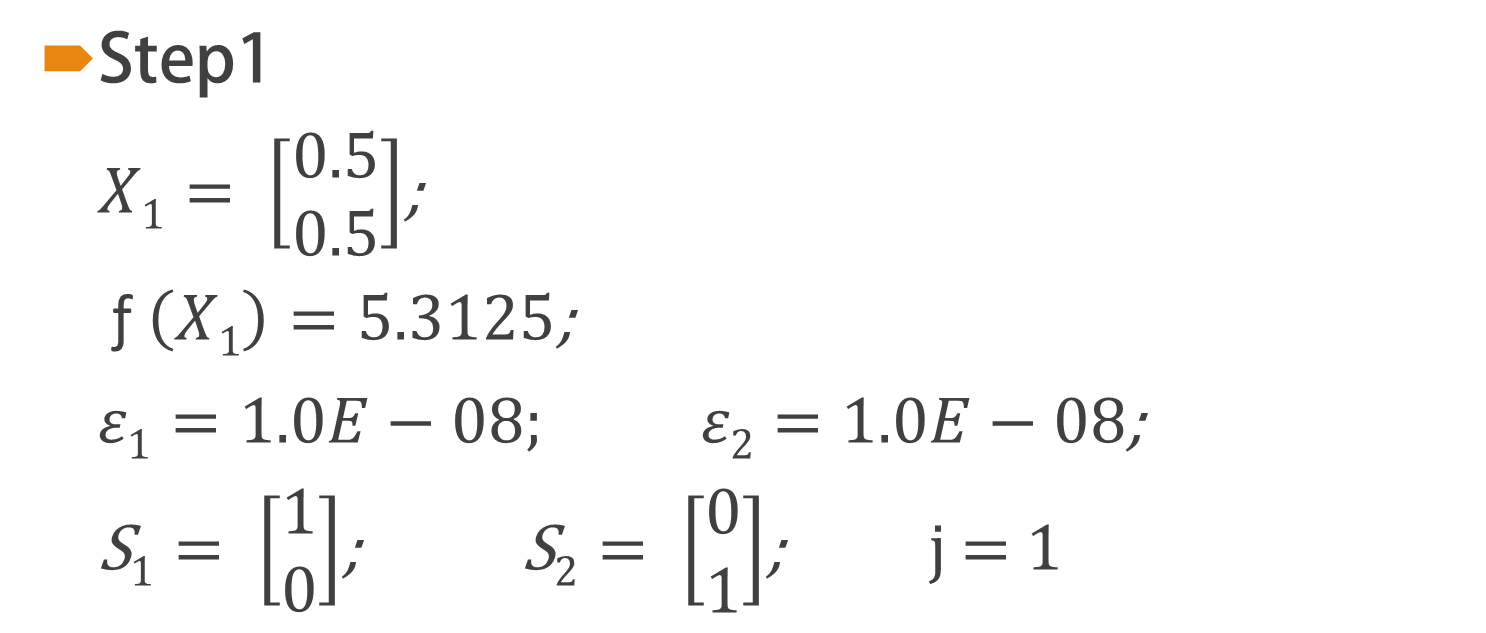 Step1
X₁ = [0.5 0.5];
ƒ (X₁) = 5.3125;
ε₁ = 1.0E − 08; ε₂ = 1.0E − 08;
S₁ = [1 0]; S₂ = [0 1]; j = 1